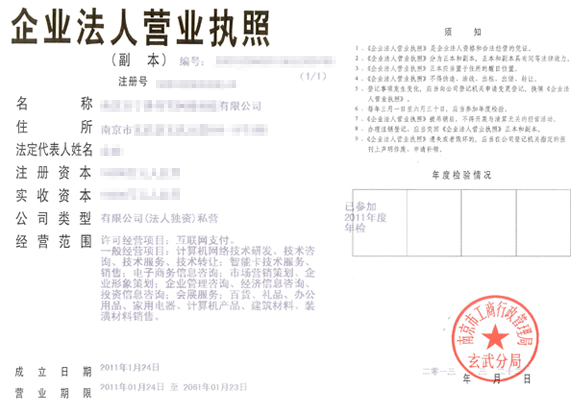 企业法人营业执照
(副 本) 编号:
(1/1)
注册号
名 称 有限公司
住 所 南京市
法定代表人姓名
注 册 资 本
实 收 资 本
公 司 类 型 有限公司(法人独资)私营
经 营 范 围 许可经营项目:互联网支付。
一般经营项目:计算机网络技术研发、技术咨
询、技术服务、技术转让;智能卡技术服务、
销售;电子商务信息咨询;市场营销策划、企
业形象策划;企业管理咨询、经济信息咨询、
投资信息咨询;会展服务;百货、礼品、办公
用品、家用电器、计算机产品、建筑材料、装
潢材料销售。
成 立 日 期 2011年1月24日
营 业 期 限 2011年01月24日 至 2061年01月23日
须 知
1、《企业法人营业执照》是企业法人资格和合法经营的凭证。
2、《企业法人营业执照》分为正本和副本,正本和副本具有同等法律效力。
3、《企业法人营业执照》正本应当置于住所的醒目位置。
4、《企业法人营业执照》不得伪造、涂改、出租、出借、转让。
5、登记事项发生变化,应当向公司登记机关申请变更登记,换领《企业法
人营业执照》。
6、每年三月一日至六月三十日,应当参加年度检验。
7、《企业法人营业执照》被吊销后,不得开展与清算无关的经营活动。
8、办理注销登记,应当交回《企业法人营业执照》正本和副本。
9、《企业法人营业执照》遗失或者毁坏的,应当在公司登记机关指定的报
刊上声明作废,申请补领。
年度检验情况
已参加
2011年度
年检
南京市工商行政管理局
玄武分局
二〇一三
年 月 日